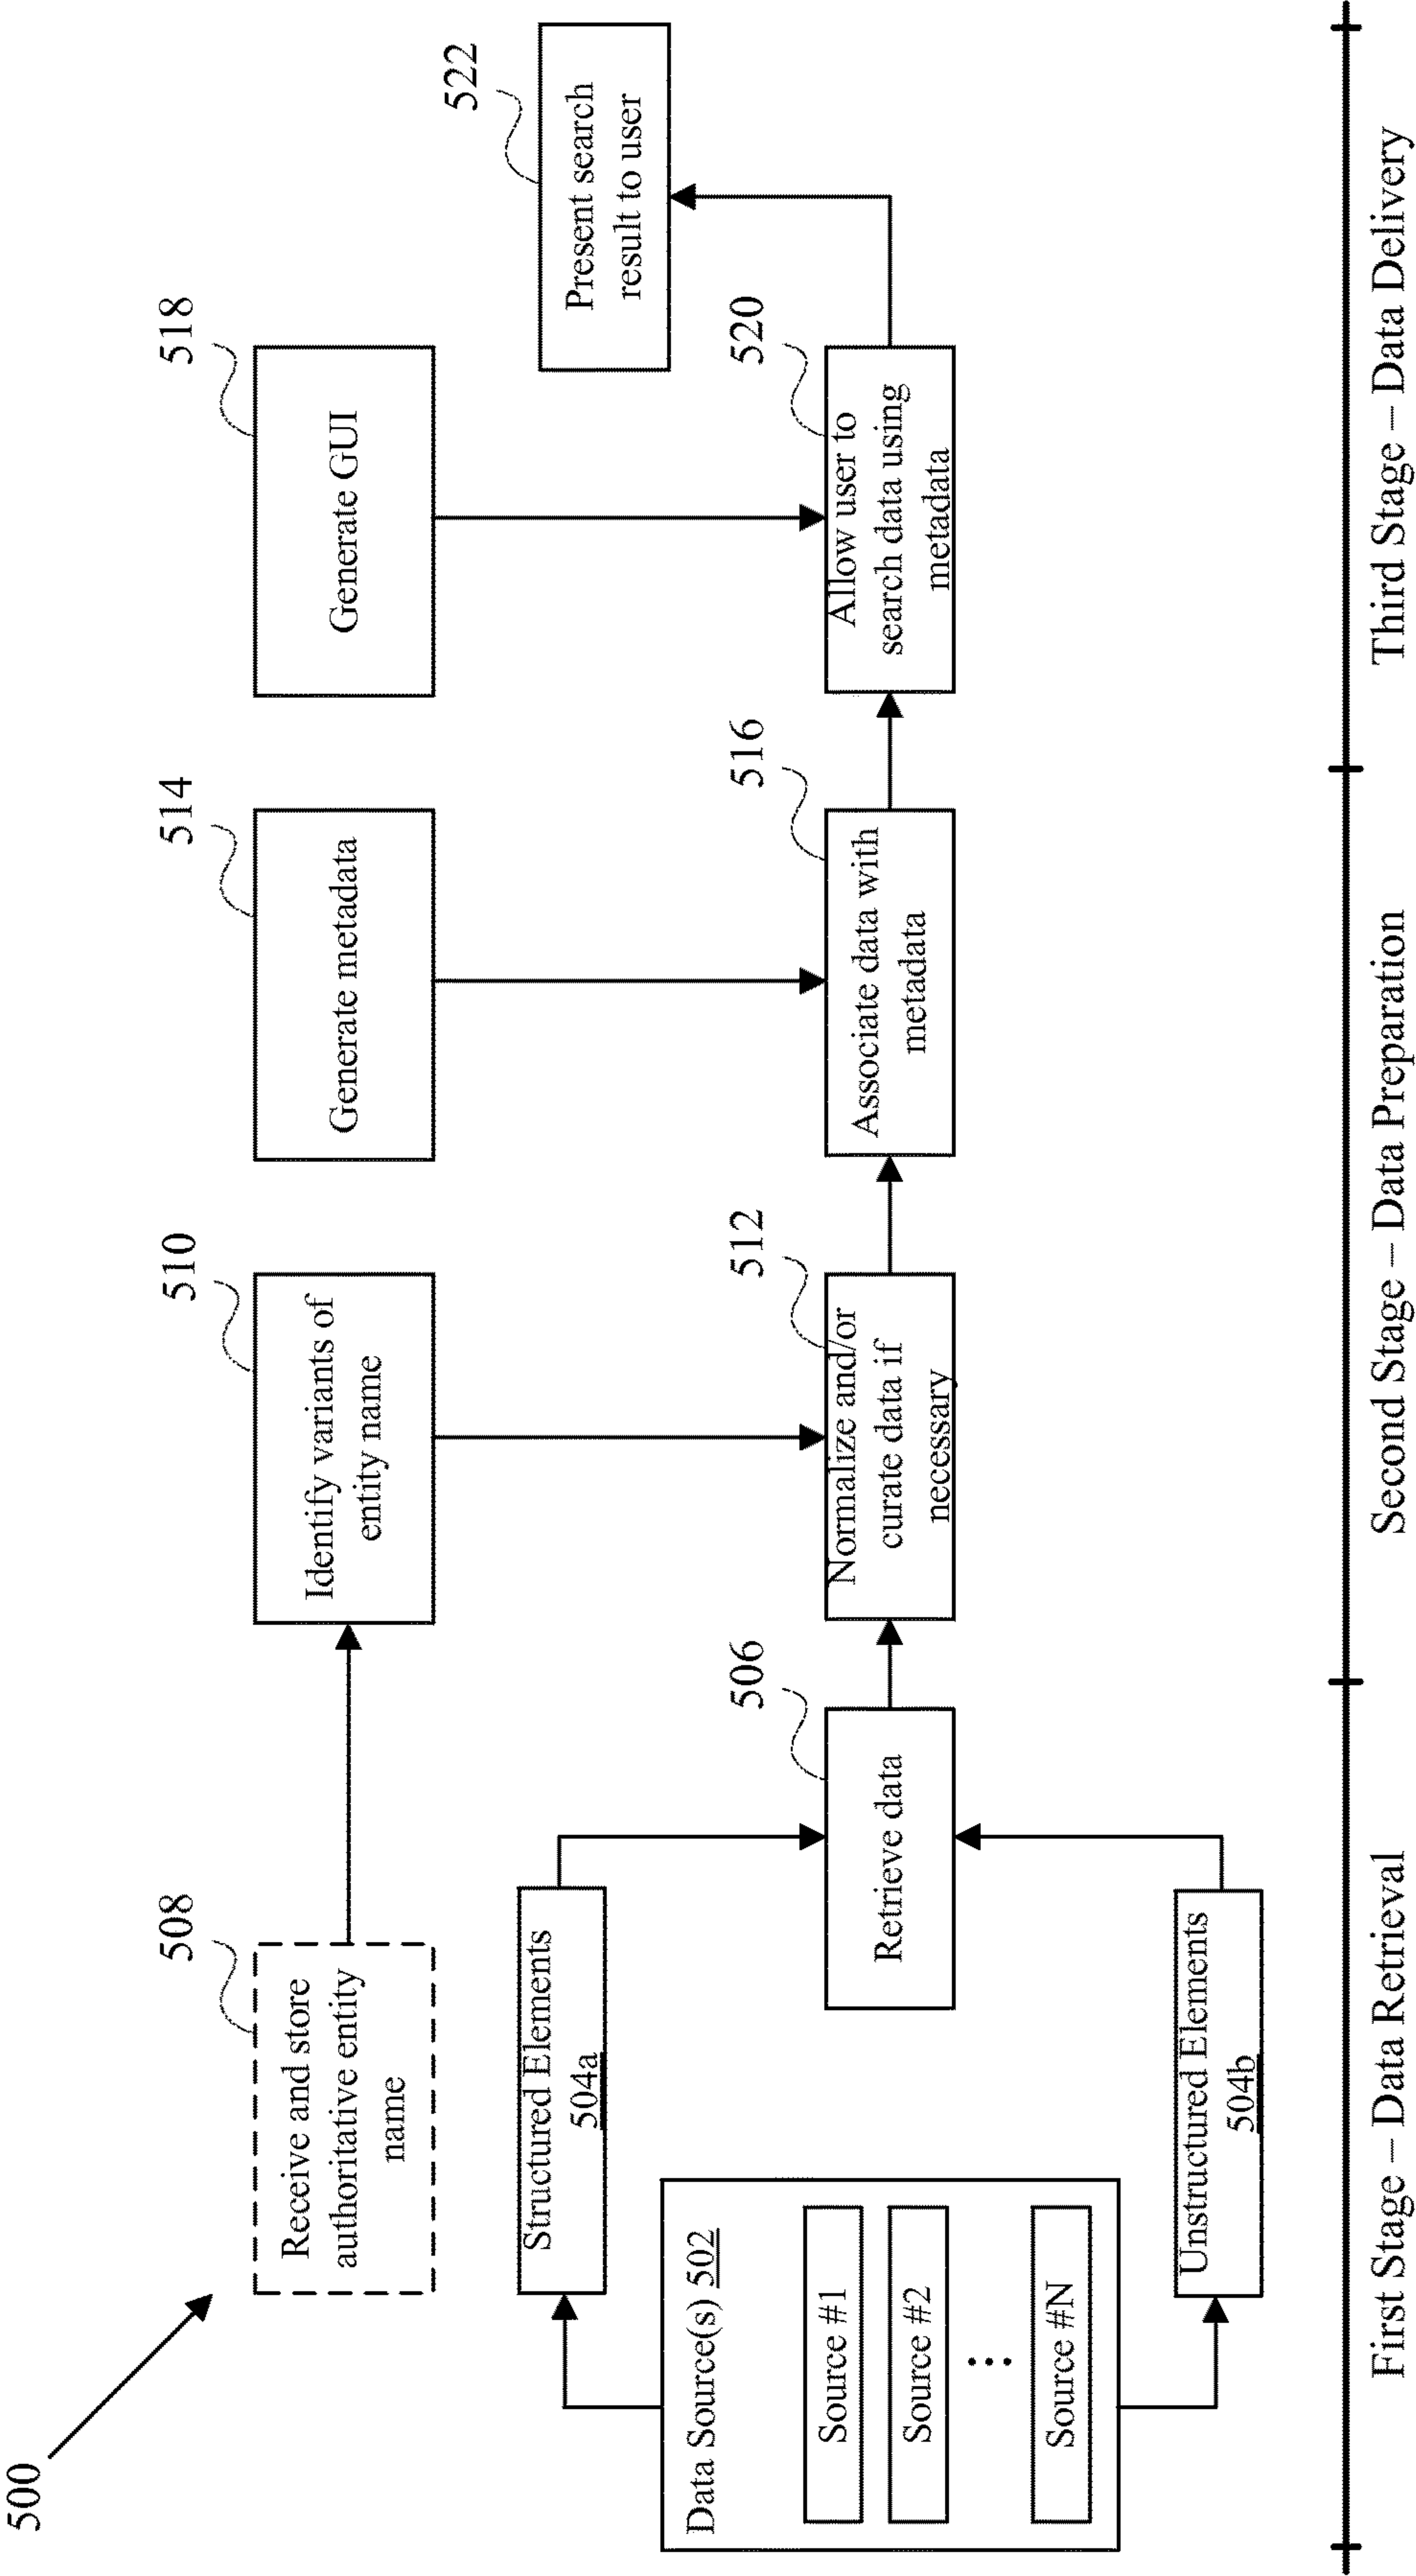 500
508
Receive and store
authoritative entity
name
510
Identify variants of
entity name
514
Generate metadata
518
Generate GUI
522
Present search
result to user
Structured Elements
504a
Data Source(s) 502
Source #1
Source #2
...
Source #N
Unstructured Elements
504b
506
Retrieve data
512
Normalize and/or
curate data if
necessary
516
Associate data with
metadata
520
Allow user to
search data using
metadata
First Stage – Data Retrieval
Second Stage – Data Preparation
Third Stage – Data Delivery